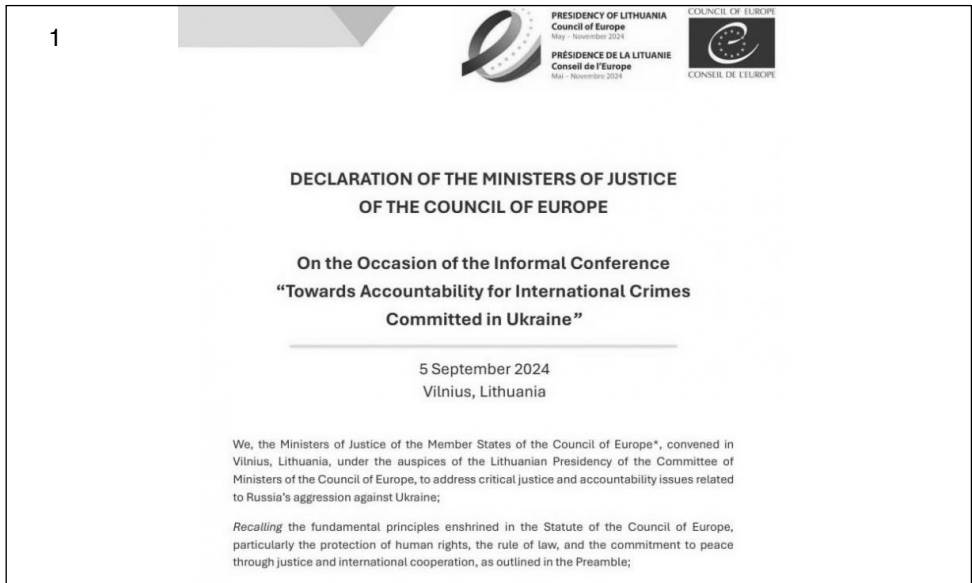 1
PRESIDENCY OF LITHUANIA
Council of Europe
May – November 2024
PRÉSIDENCE DE LA LITUANIE
Conseil de l'Europe
Mai – Novembre 2024
COUNCIL OF EUROPE
CONSEIL DE L'EUROPE
DECLARATION OF THE MINISTERS OF JUSTICE
OF THE COUNCIL OF EUROPE
On the Occasion of the Informal Conference
“Towards Accountability for International Crimes
Committed in Ukraine”
5 September 2024
Vilnius, Lithuania
We, the Ministers of Justice of the Member States of the Council of Europe*, convened in
Vilnius, Lithuania, under the auspices of the Lithuanian Presidency of the Committee of
Ministers of the Council of Europe, to address critical justice and accountability issues related
to Russia's aggression against Ukraine;
Recalling the fundamental principles enshrined in the Statute of the Council of Europe,
particularly the protection of human rights, the rule of law, and the commitment to peace
through justice and international cooperation, as outlined in the Preamble;